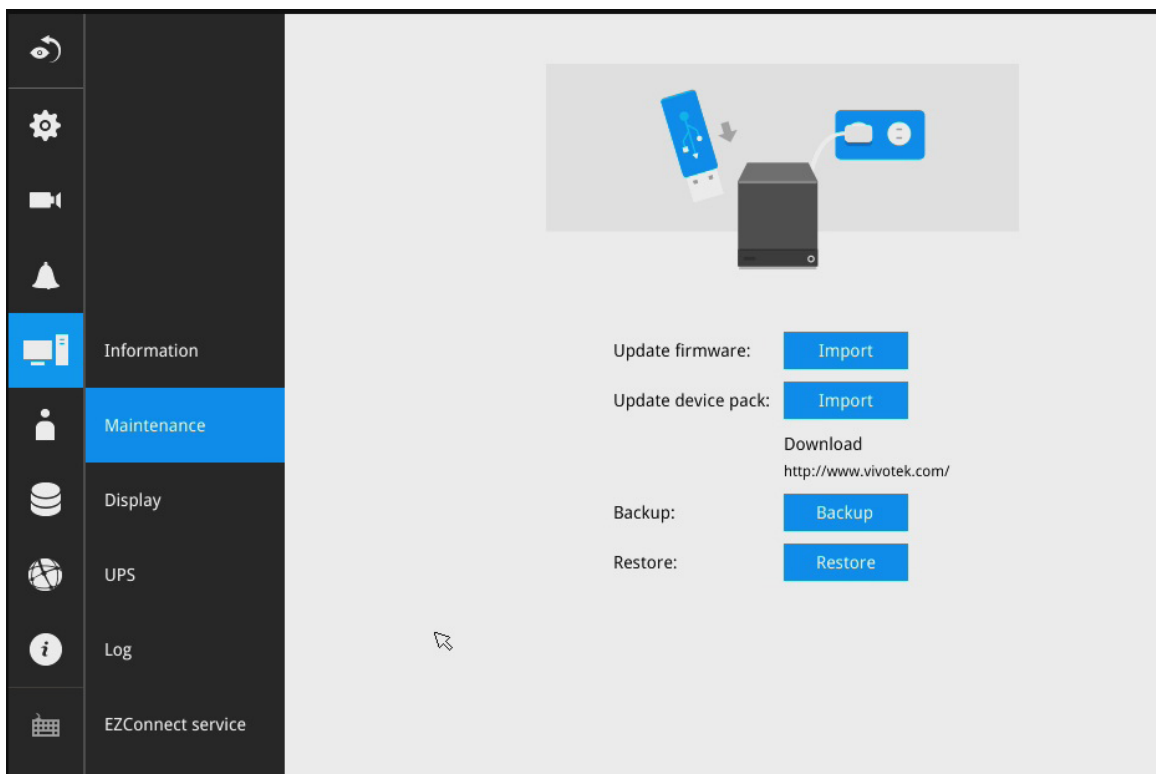 Information
Maintenance
Display
UPS
Log
EZConnect service
Update firmware: Import
Update device pack: Import
Download
http://www.vivotek.com/
Backup: Backup
Restore: Restore